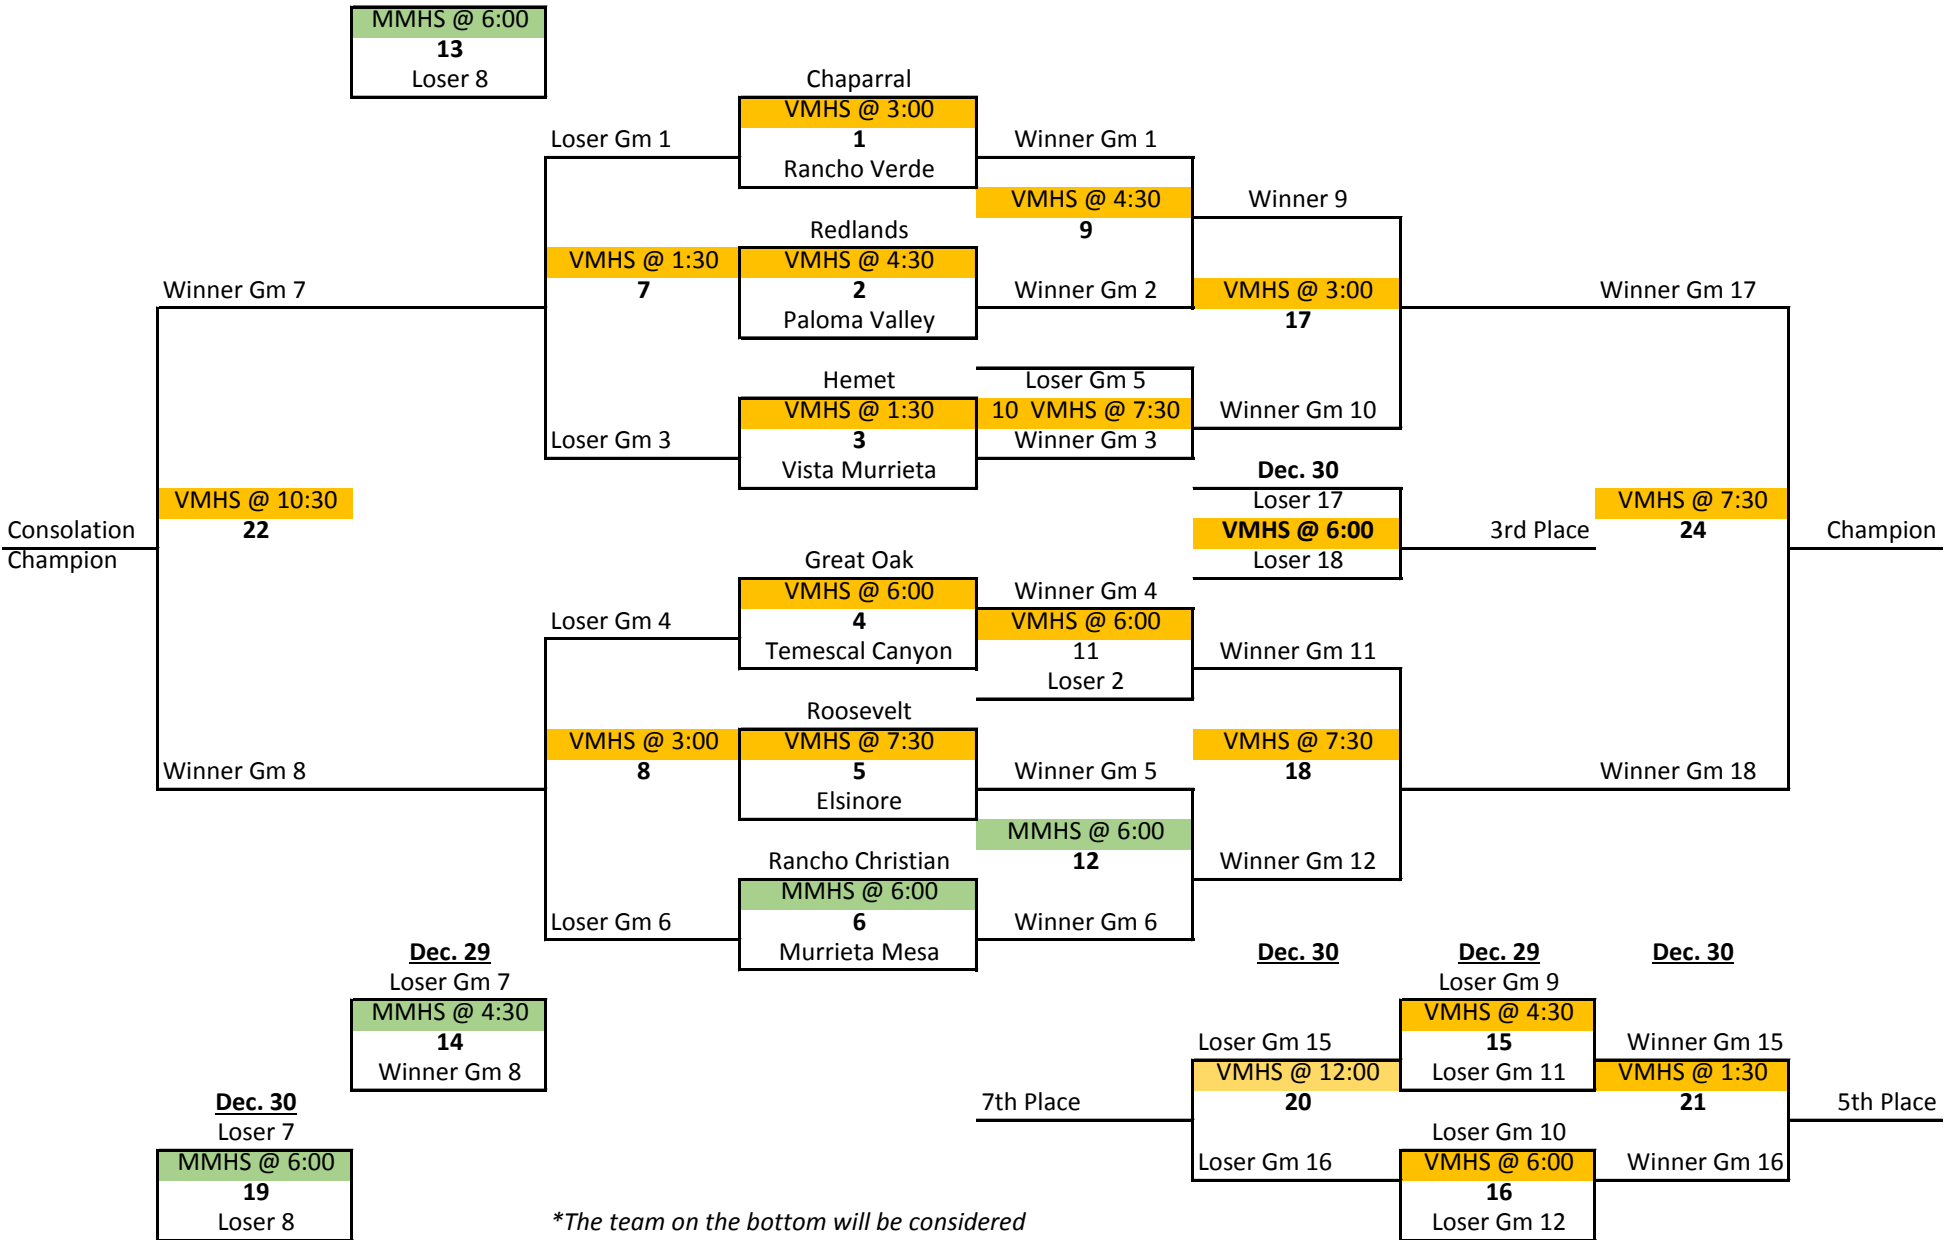 MMHS @ 6:00
13
Loser 8
Chaparral
VMHS @ 3:00
Loser Gm 1
1
Winner Gm 1
Rancho Verde
VMHS @ 4:30
Winner 9
Redlands
9
VMHS @ 1:30
VMHS @ 4:30
Winner Gm 7
7
2
Winner Gm 2
VMHS @ 3:00
Winner Gm 17
Paloma Valley
17
Hemet
Loser Gm 5
VMHS @ 1:30
10 VMHS @ 7:30
Winner Gm 10
Loser Gm 3
3
Winner Gm 3
Vista Murrieta
Dec. 30
VMHS @ 10:30
Loser 17
VMHS @ 7:30
Consolation
22
VMHS @ 6:00
3rd Place
24
Champion
Champion
Great Oak
Loser 18
VMHS @ 6:00
Winner Gm 4
Loser Gm 4
4
VMHS @ 6:00
Temescal Canyon
11
Winner Gm 11
Loser 2
Roosevelt
VMHS @ 3:00
VMHS @ 7:30
VMHS @ 7:30
Winner Gm 8
8
5
Winner Gm 5
18
Winner Gm 18
Elsinore
MMHS @ 6:00
Rancho Christian
12
Winner Gm 12
MMHS @ 6:00
Loser Gm 6
6
Winner Gm 6
Dec. 29
Murrieta Mesa
Dec. 30
Dec. 29
Dec. 30
Loser Gm 7
Loser Gm 9
MMHS @ 4:30
VMHS @ 4:30
14
Loser Gm 15
15
Winner Gm 15
Winner Gm 8
VMHS @ 12:00
Loser Gm 11
VMHS @ 1:30
Dec. 30
7th Place
20
21
5th Place
Loser 7
Loser Gm 10
MMHS @ 6:00
Loser Gm 16
VMHS @ 6:00
Winner Gm 16
19
16
Loser 8
*The team on the bottom will be considered
Loser Gm 12